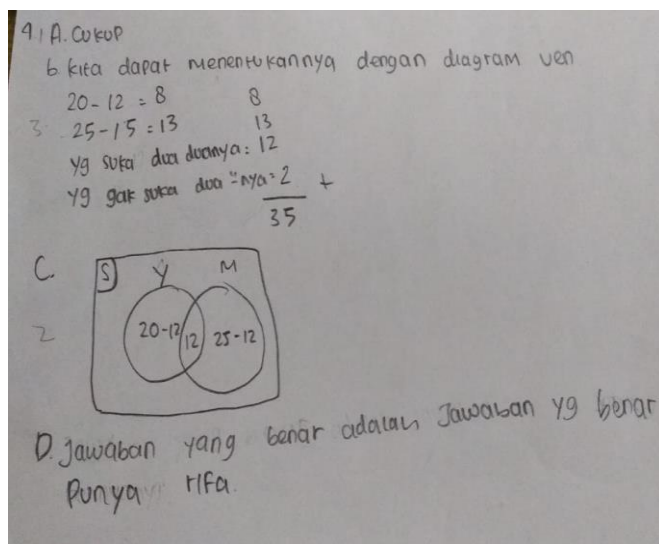 9.1 A. Cukup
b. kita dapat menentukannya dengan diagram ven
20 - 12 = 8 8
3 25 - 15 = 13 13
yg suka dua duanya = 12
yg gak suka dua "-nya = 2 +
35
C. S Y M
2 20-12 12 25-12
D. Jawaban yang benar adalah Jawaban yg benar
Punya rifa.